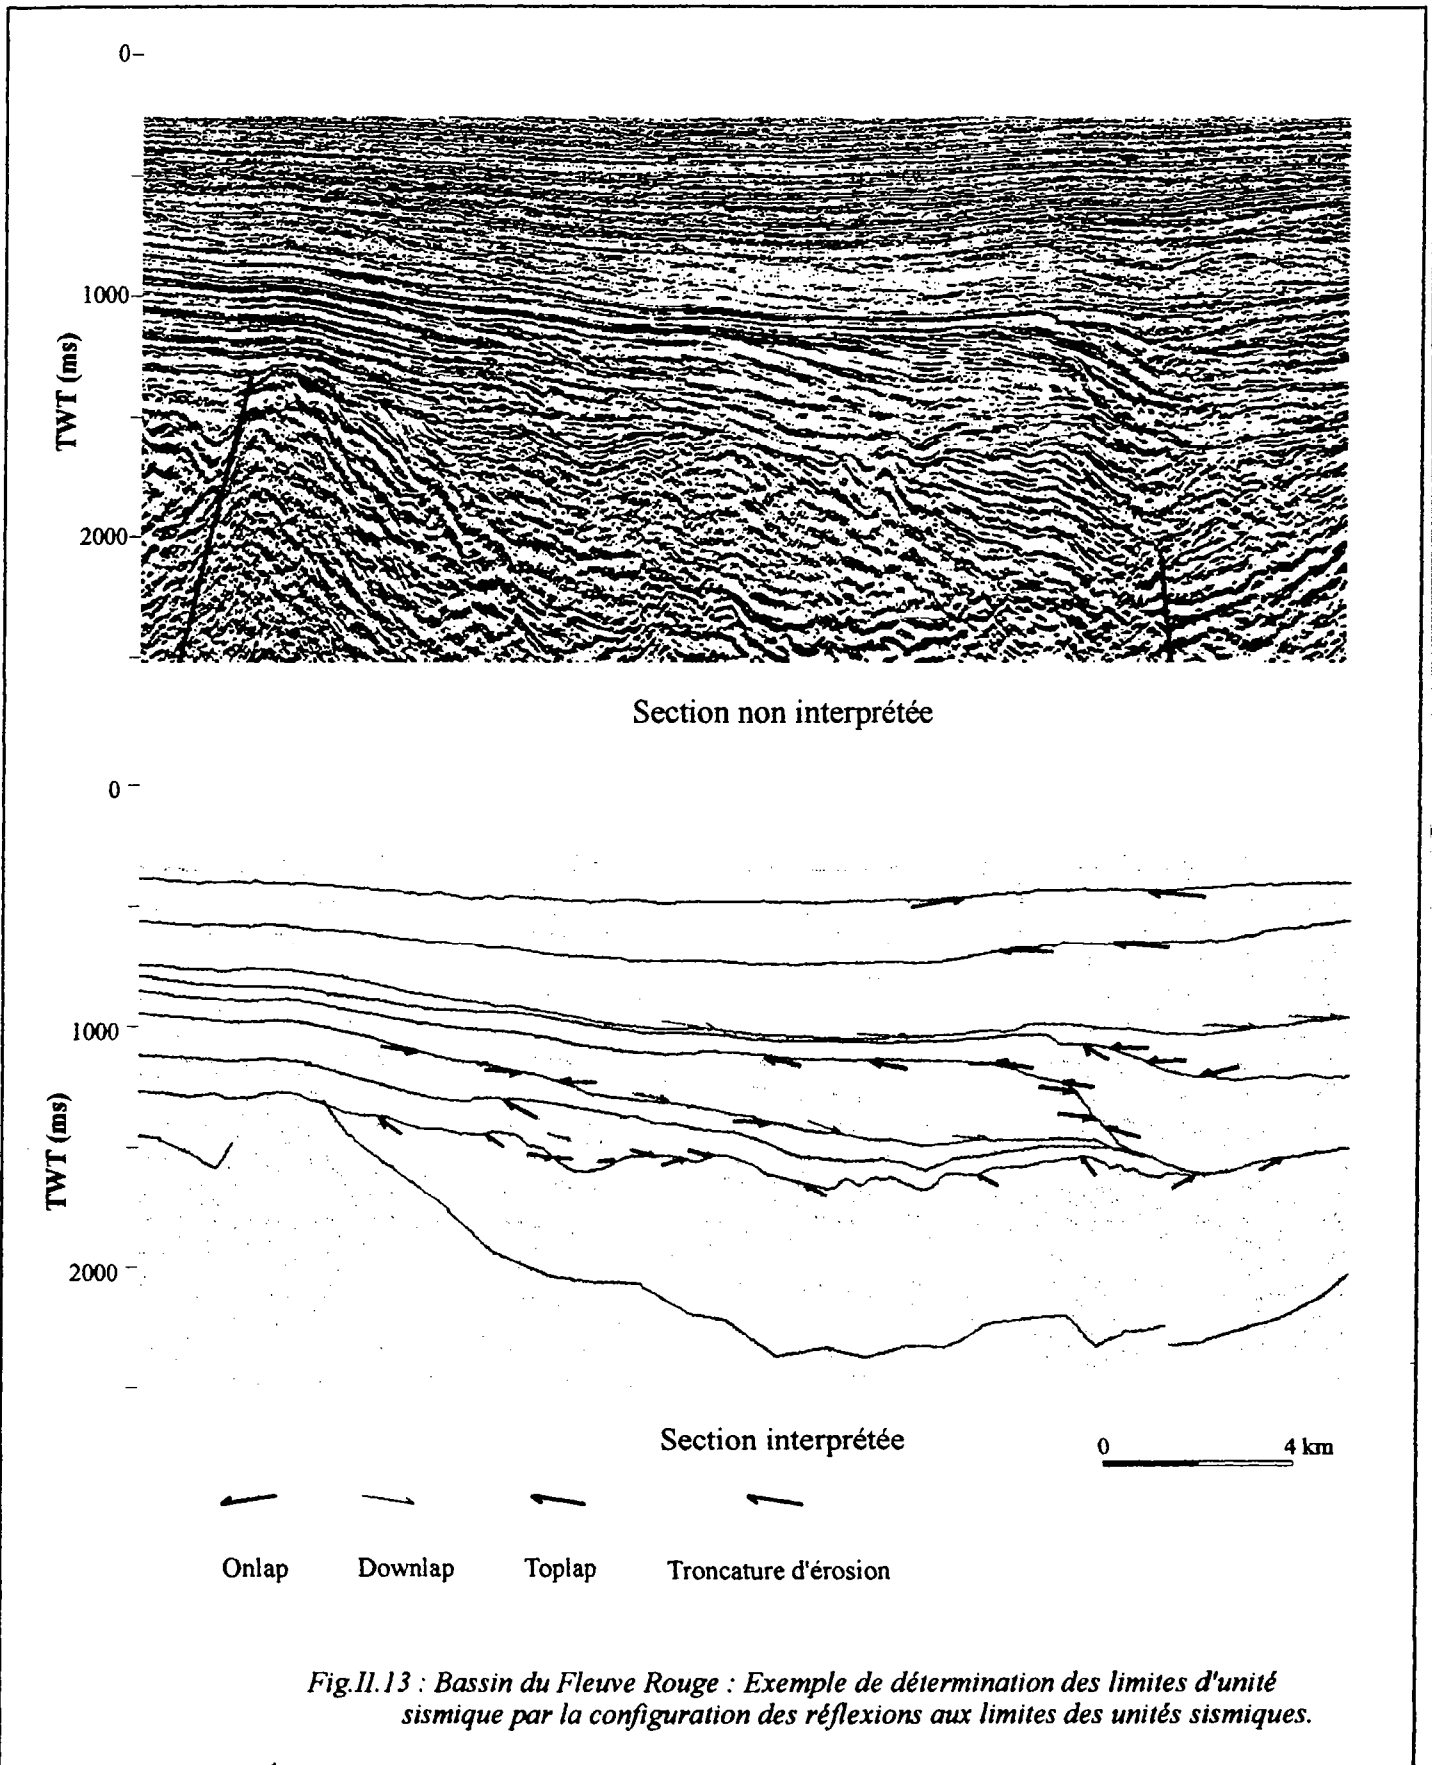 0
1000
TWT (ms)
2000
Section non interprétée
0
1000
TWT (ms)
2000
Section interprétée
0 4 km
Onlap Downlap Toplap Troncature d'érosion
Fig.II.13 : Bassin du Fleuve Rouge : Exemple de détermination des limites d'unité
sismique par la configuration des réflexions aux limites des unités sismiques.